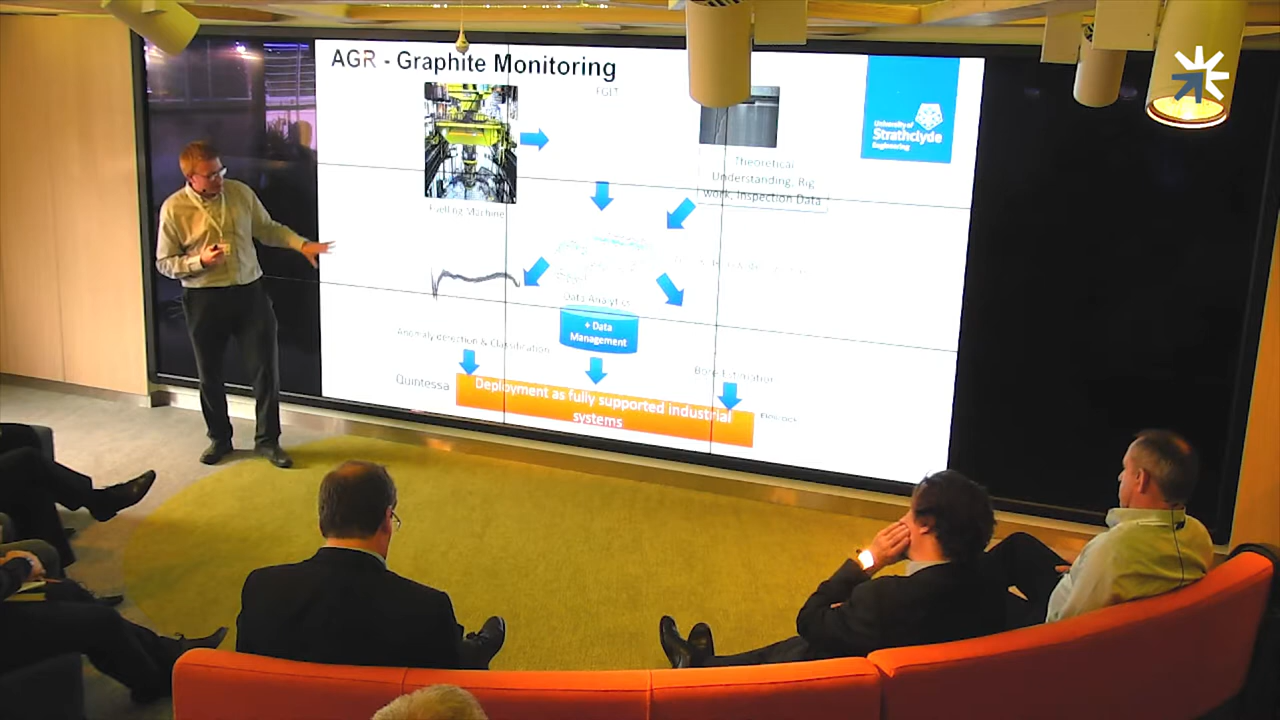 AGR - Graphite Monitoring
FGLT
University of
Strathclyde
Engineering
Theoretical
Understanding, Rig
work, Inspection Data
Fuelling Machine
Data Analytics
+ Data
Management
Anomaly detection & Classification
Bore Estimation
Quintessa
Deployment as fully supported industrial
systems